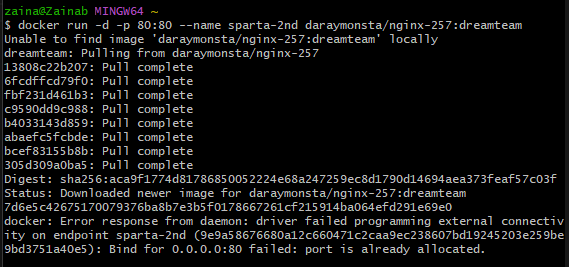 zaina@Zainab MINGW64 ~
$ docker run -d -p 80:80 --name sparta-2nd daraymonsta/nginx-257:dreamteam
Unable to find image 'daraymonsta/nginx-257:dreamteam' locally
dreamteam: Pulling from daraymonsta/nginx-257
13808c22b207: Pull complete
6fcdffcd79f0: Pull complete
fbf231d461b3: Pull complete
c9590dd9c988: Pull complete
b4033143d859: Pull complete
abaefc5fcbde: Pull complete
bcef83155b8b: Pull complete
305d309a0ba5: Pull complete
Digest: sha256:aca9f1774d81786850052224e68a247259ec8d1790d14694aea373feaf57c03f
Status: Downloaded newer image for daraymonsta/nginx-257:dreamteam
7d6e5c42675170079376ba8b7e3b5f0178667261cf215914ba064efd291e69e0
docker: Error response from daemon: driver failed programming external connectiv
ity on endpoint sparta-2nd (9e9a58676680a12c660471c2caa9ec238607bd19245203e259be
9bd3751a40e5): Bind for 0.0.0.0:80 failed: port is already allocated.